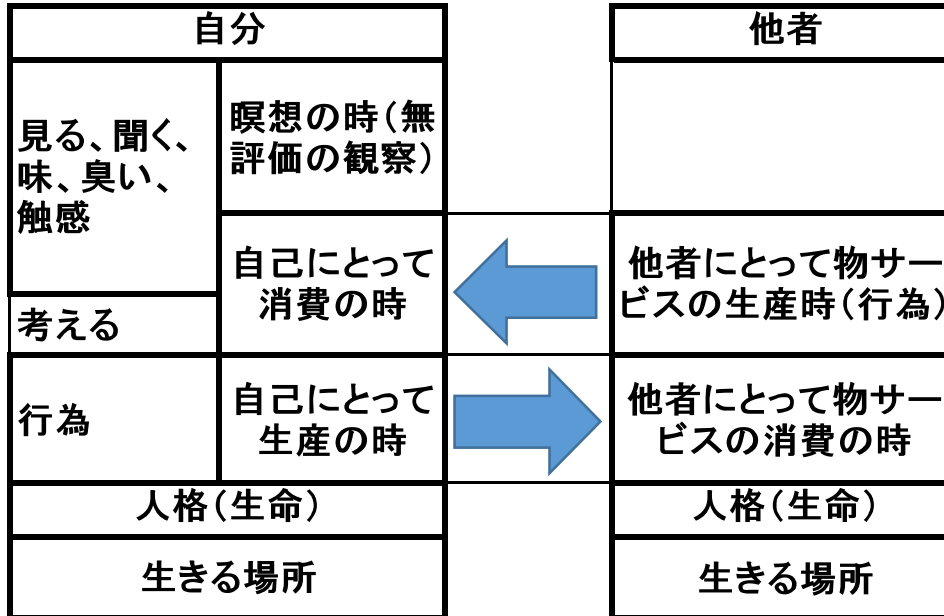 自分
他者
見る、聞く、
味、臭い、
触感
瞑想の時（無
評価の観察）
自己にとって
消費の時
他者にとって物サー
ビスの生産時（行為）
考える
行為
自己にとって
生産の時
他者にとって物サー
ビスの消費の時
人格（生命）
人格（生命）
生きる場所
生きる場所